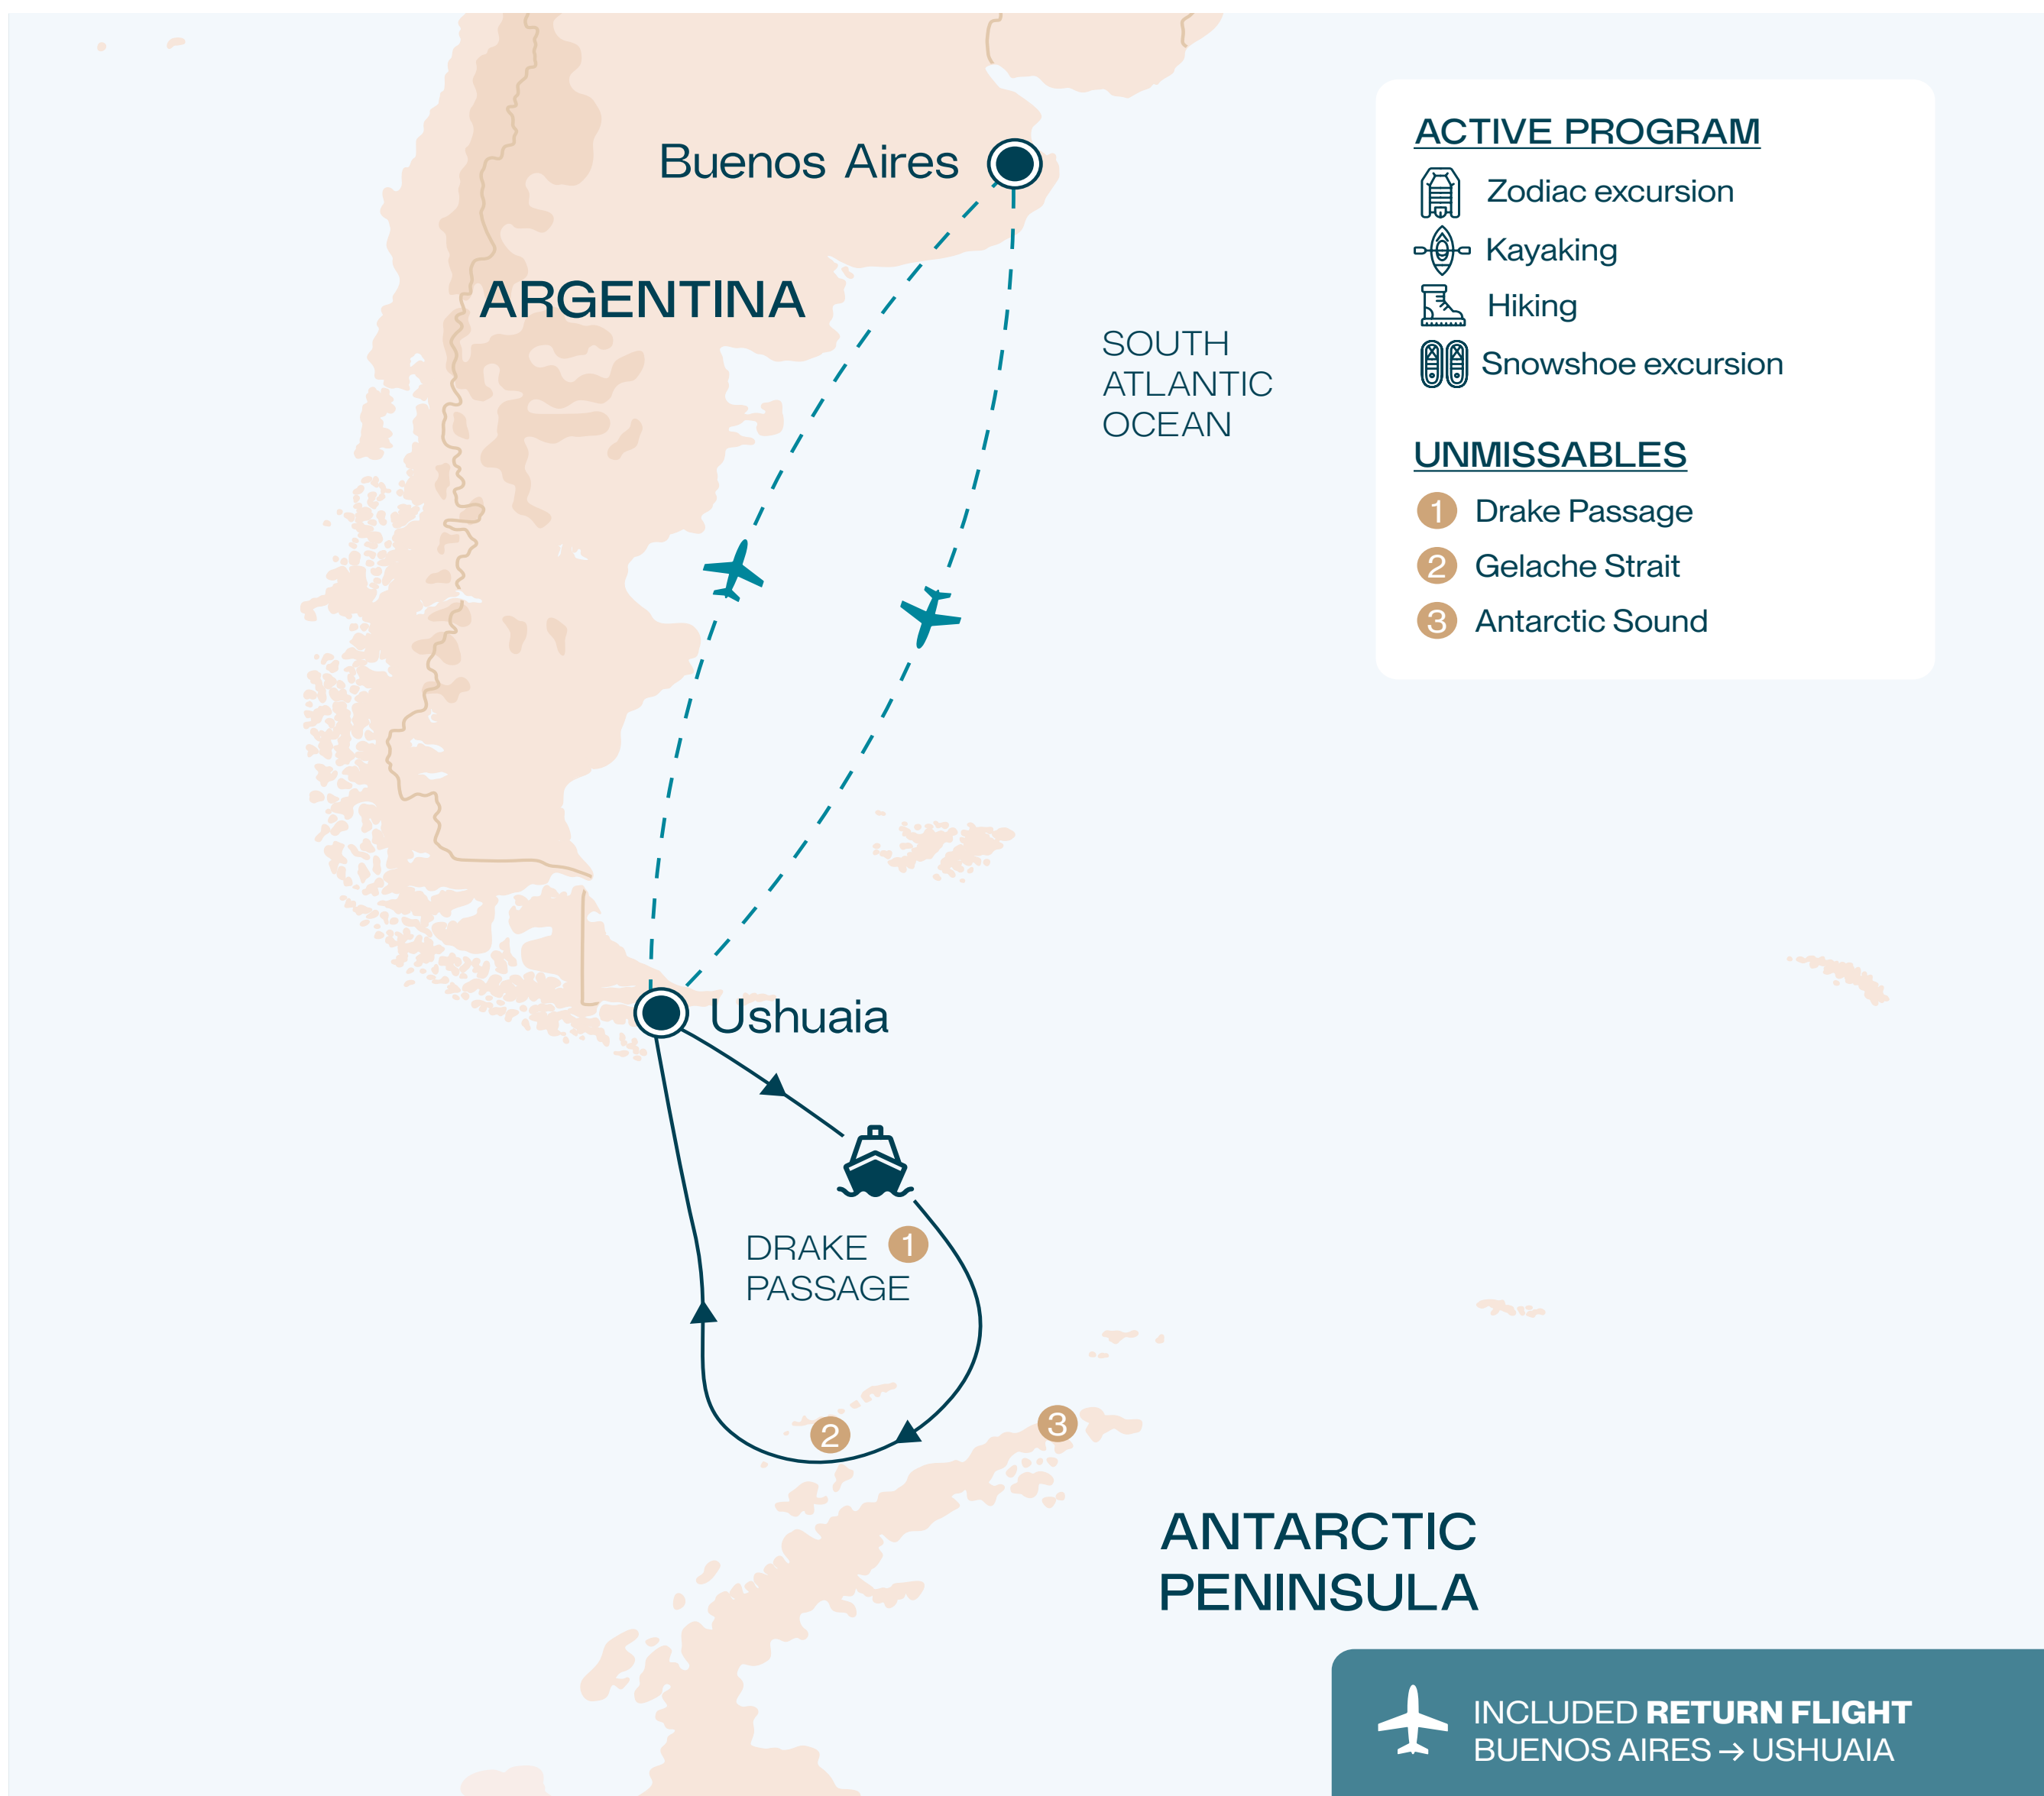 Buenos Aires
ARGENTINA
SOUTH
ATLANTIC
OCEAN
ACTIVE PROGRAM
Zodiac excursion
Kayaking
Hiking
Snowshoe excursion
UNMISSABLES
1 Drake Passage
2 Gelache Strait
3 Antarctic Sound
Ushuaia
DRAKE 1
PASSAGE
2
3
ANTARCTIC
PENINSULA
INCLUDED RETURN FLIGHT
BUENOS AIRES → USHUAIA